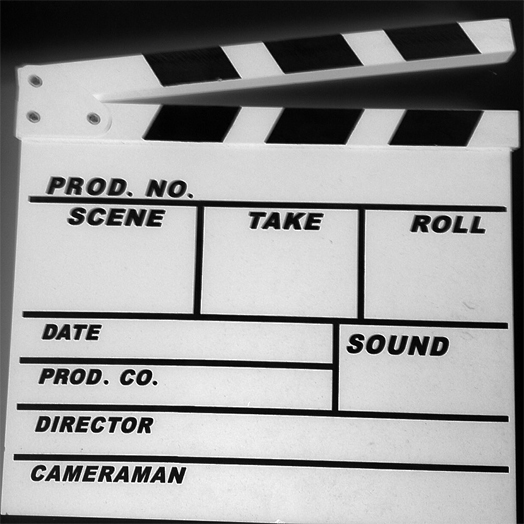 PROD. NO.
SCENE TAKE ROLL
DATE
SOUND
PROD. CO.
DIRECTOR
CAMERAMAN